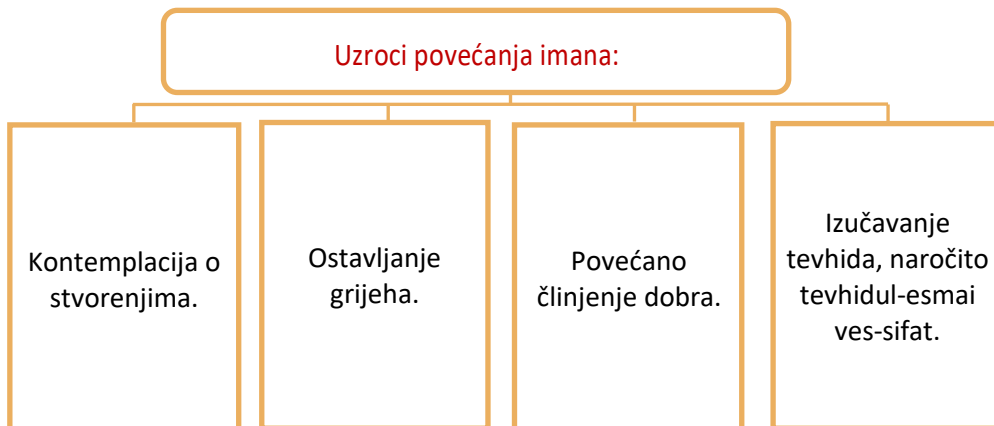 Uzroci povećanja imana:
Kontemplacija o
stvorenjima.
Ostavljanje
grijeha.
Povećano
člinjenje dobra.
Izučavanje
tevhida, naročito
tevhidul-esmai
ves-sifat.